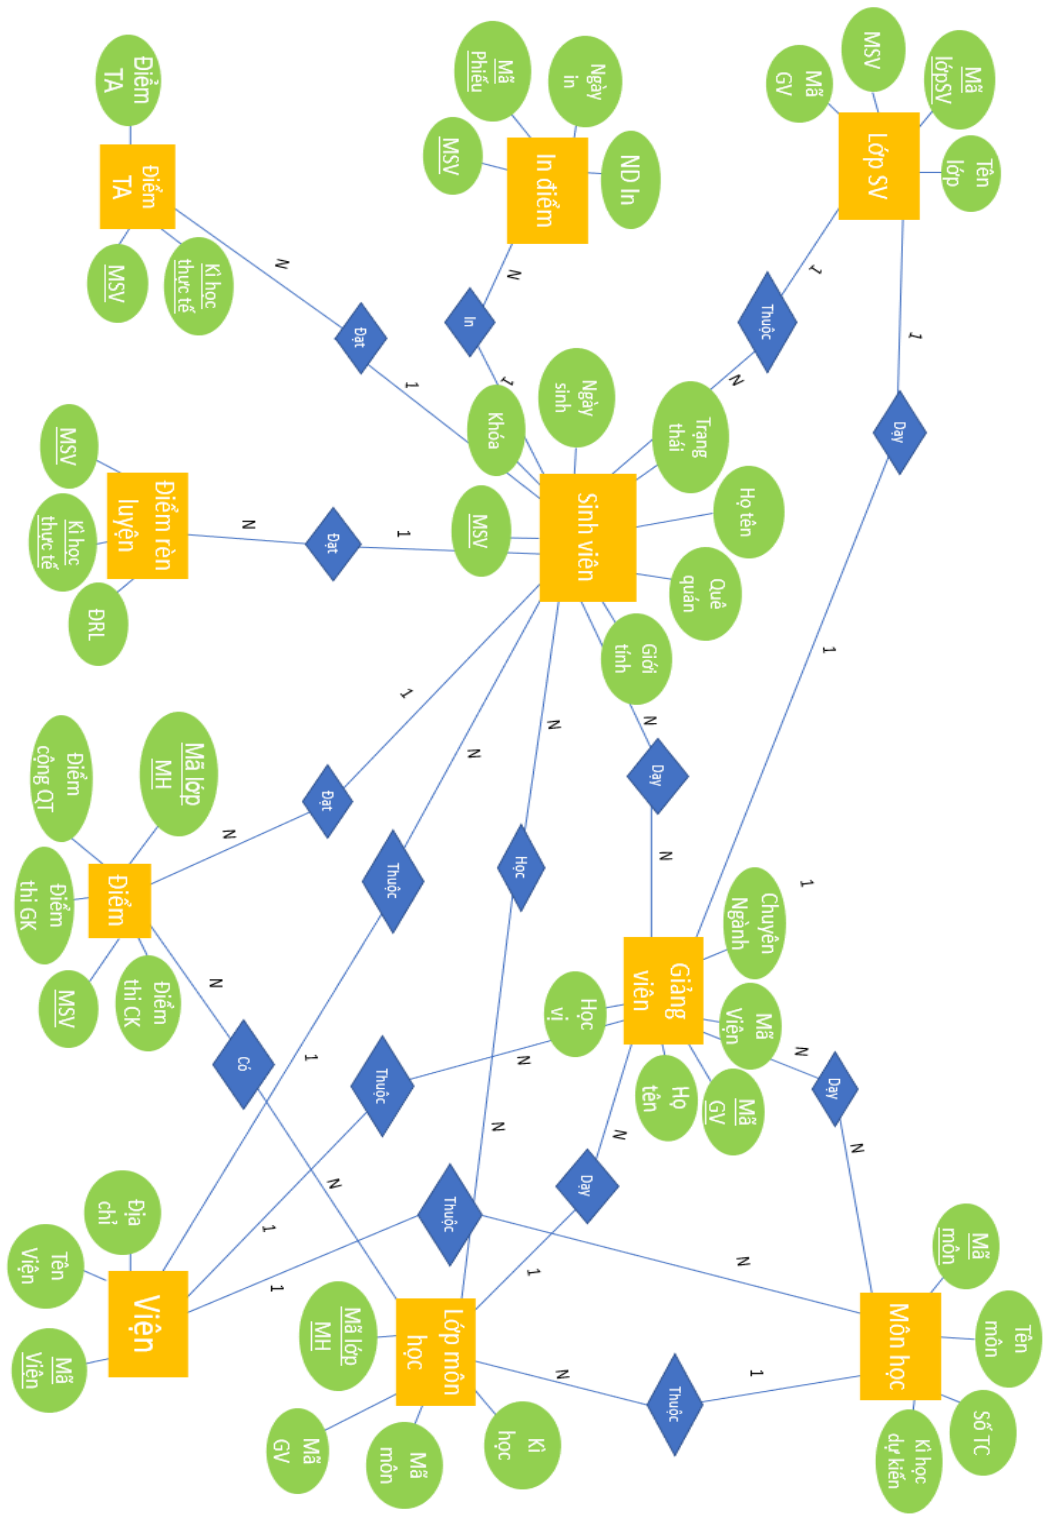 Tên
lớp
Mã
lớpSV
MSV
Mã
GV
Lớp SV
1
Thuộc
N
1
Dạy
1
Ngày
in
ND In
Mã
Phiếu
MSV
In điểm
N
In
1
Điểm
TA
Điểm
TA
Kì học
thực tế
MSV
N
Đạt
1
Trạng
thái
Họ tên
Quê
quán
Giới
tính
Ngày
sinh
Khóa
MSV
Sinh viên
MSV
Kì học
thực tế
ĐRL
Điểm rèn
luyện
N
Đạt
1
N
Dạy
N
1
Chuyên
Ngành
Mã
Viện
Mã
GV
Họ
tên
Học
vị
Giảng
viên
N
Dạy
N
N
Học
N
N
Thuộc
1
1
Đạt
N
Mã lớp
MH
Điểm
cộng QT
Điểm
thi GK
MSV
Điểm
thi CK
Điểm
N
Có
N
N
Thuộc
1
N
Dạy
1
N
Thuộc
1
Mã
môn
Tên
môn
Số TC
Kì học
dự kiến
Môn học
1
Thuộc
N
Lớp môn
học
Mã lớp
MH
Kì
học
Mã
môn
Mã
GV
Địa
chỉ
Tên
Viện
Mã
Viện
Viện